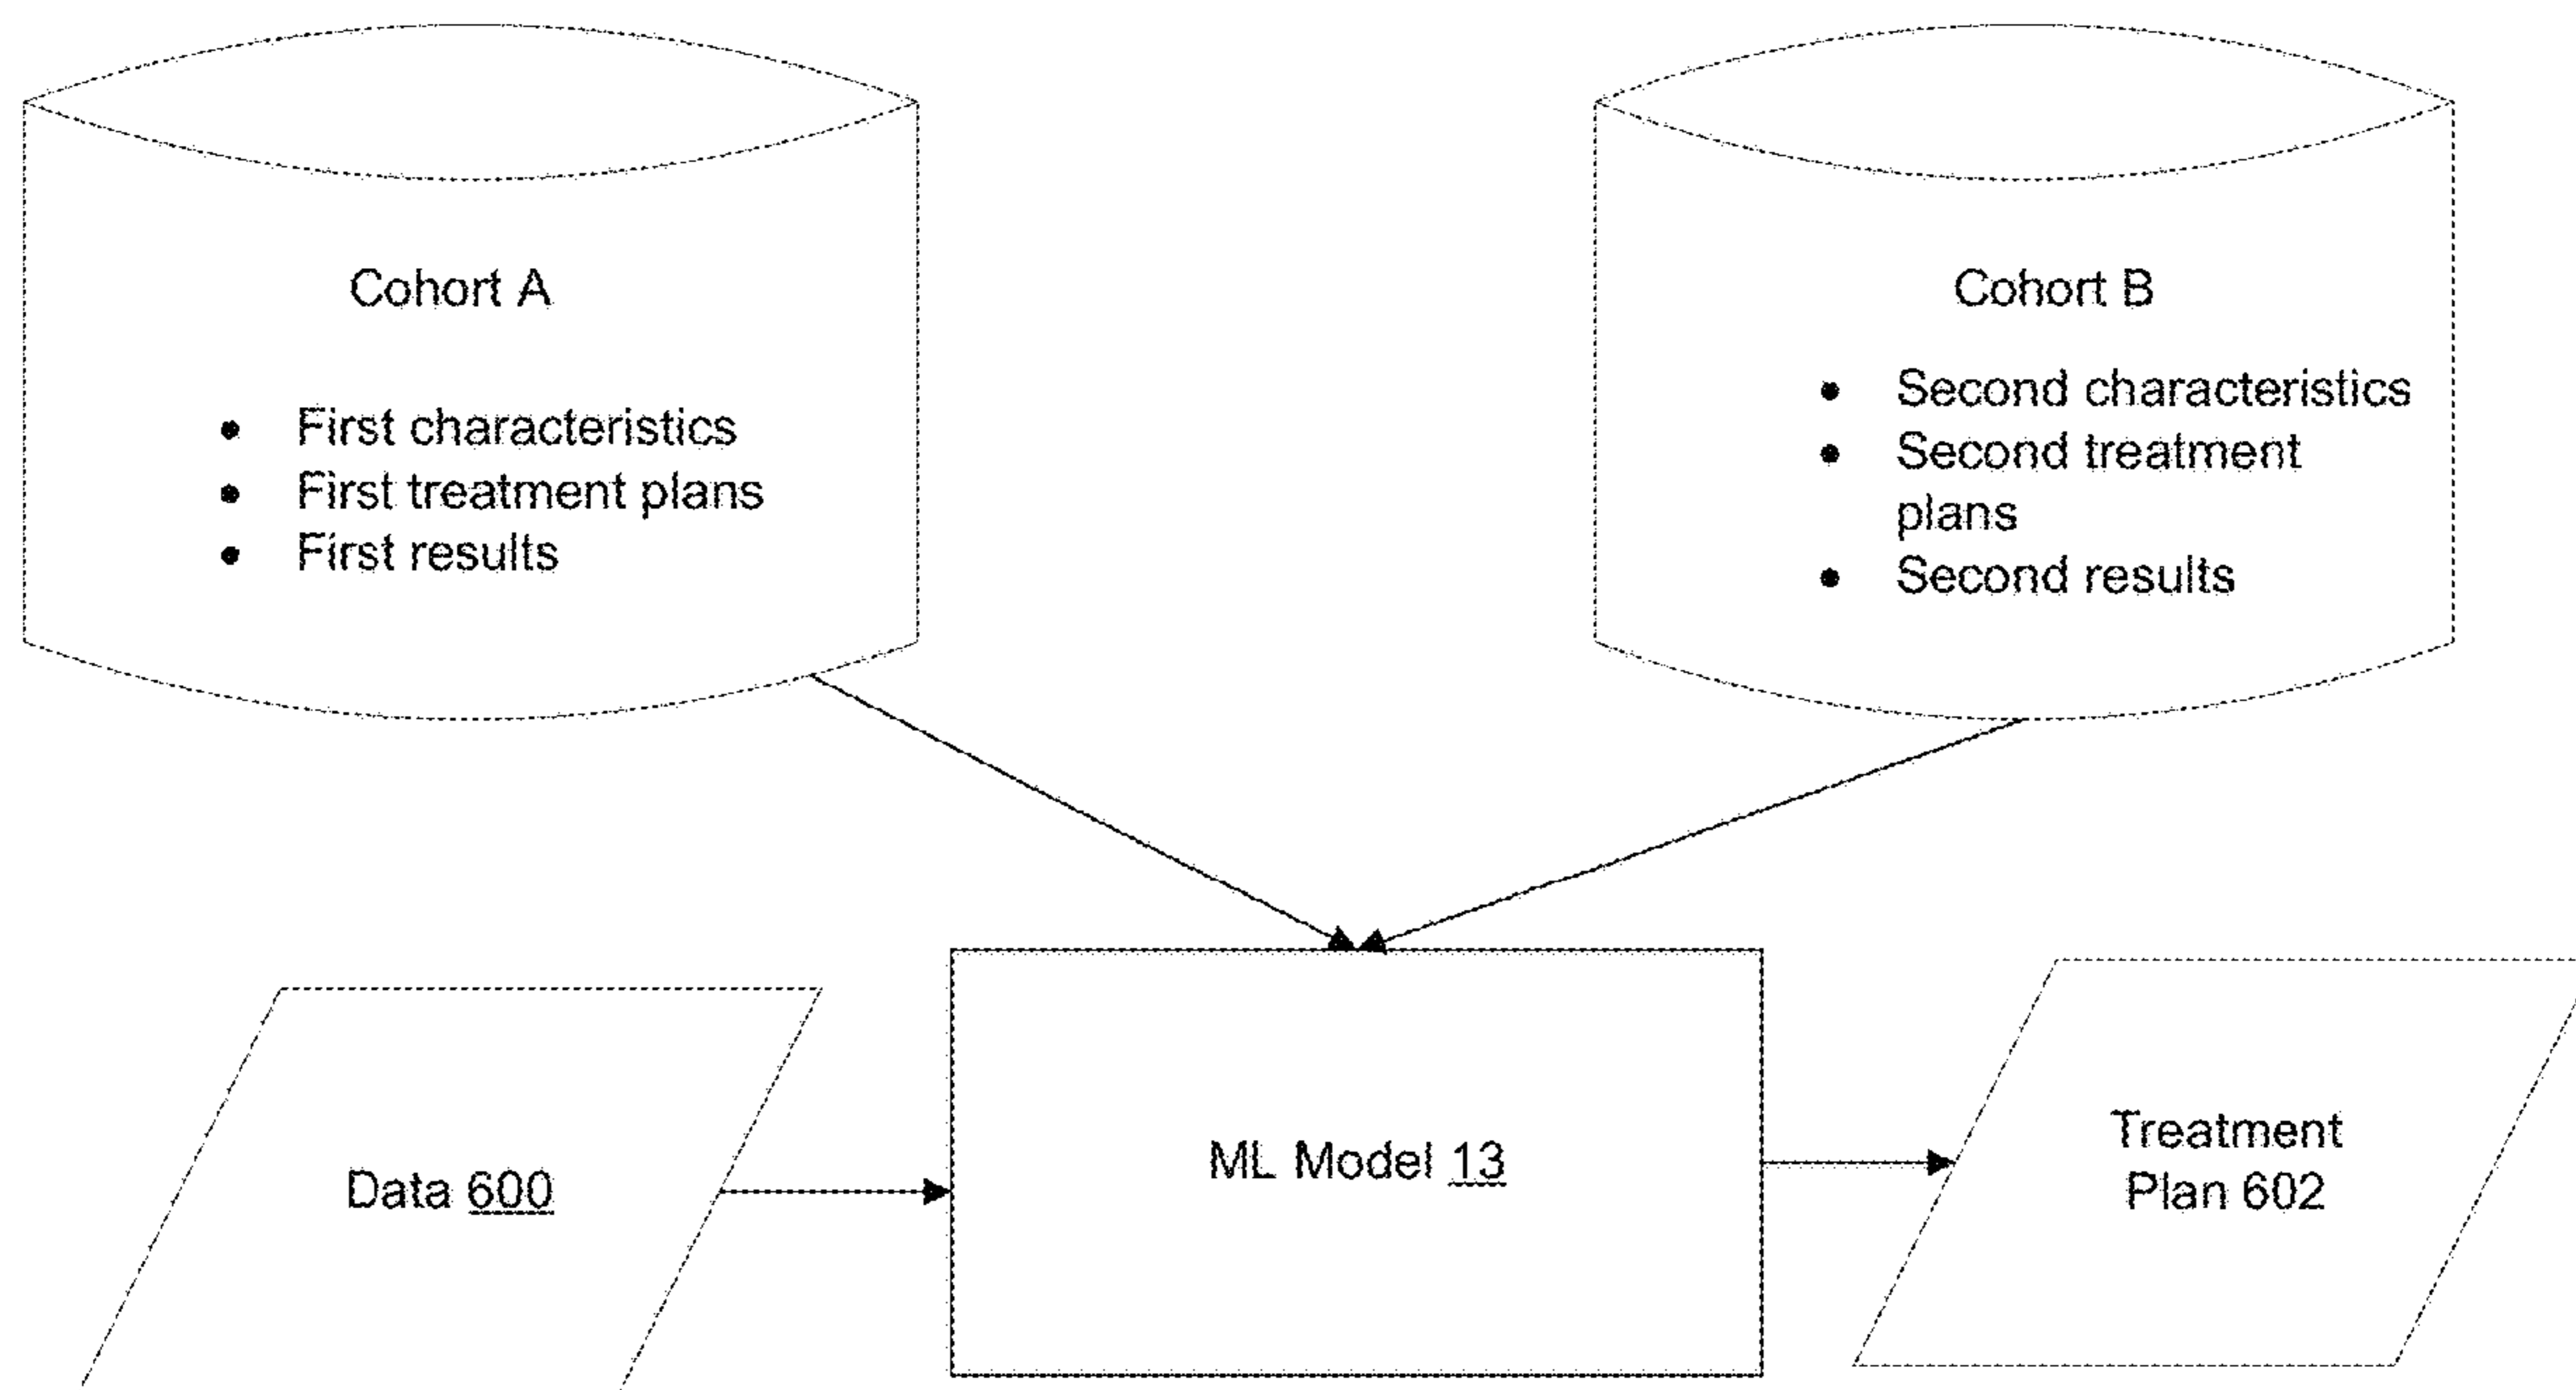 Cohort A
• First characteristics
• First treatment plans
• First results
Cohort B
• Second characteristics
• Second treatment
plans
• Second results
Data 600
ML Model 13
Treatment
Plan 602